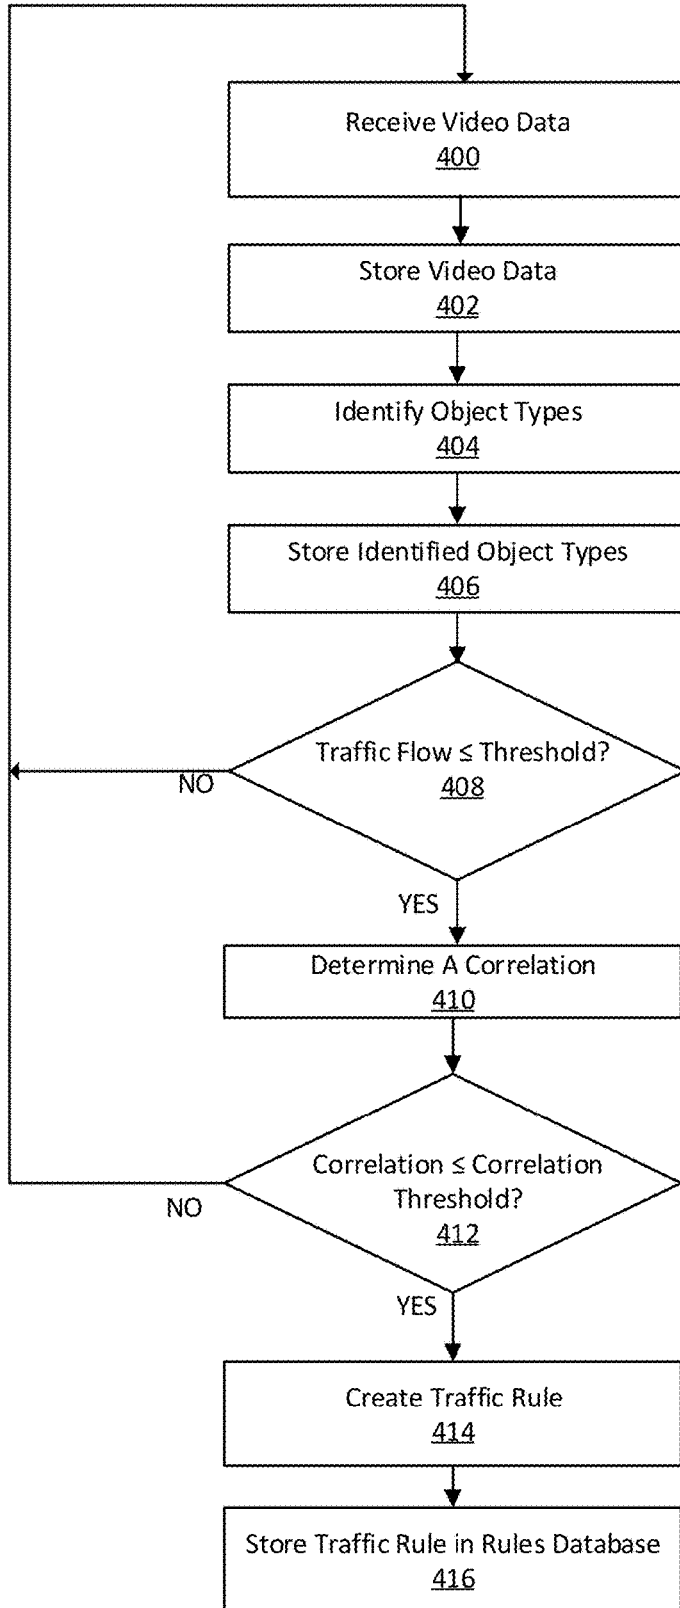 Receive Video Data
400
Store Video Data
402
Identify Object Types
404
Store Identified Object Types
406
Traffic Flow ≤ Threshold?
408
NO
YES
Determine A Correlation
410
Correlation ≤ Correlation
Threshold?
412
NO
YES
Create Traffic Rule
414
Store Traffic Rule in Rules Database
416